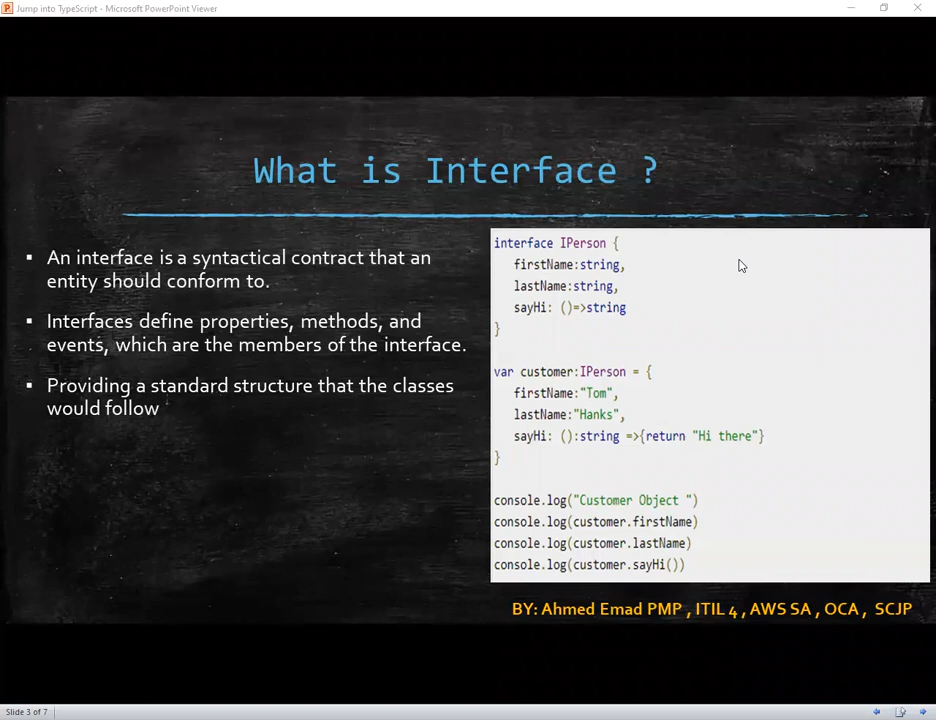 Jump into TypeScript - Microsoft PowerPoint Viewer
What is Interface ?
▪ An interface is a syntactical contract that an
entity should conform to.
▪ Interfaces define properties, methods, and
events, which are the members of the interface.
▪ Providing a standard structure that the classes
would follow
interface IPerson {
firstName:string,
lastName:string,
sayHi: ()=>string
}
var customer:IPerson = {
firstName:"Tom",
lastName:"Hanks",
sayHi: ():string =>{return "Hi there"}
}
console.log("Customer Object ")
console.log(customer.firstName)
console.log(customer.lastName)
console.log(customer.sayHi())
BY: Ahmed Emad PMP , ITIL 4 , AWS SA , OCA , SCJP
Slide 3 of 7